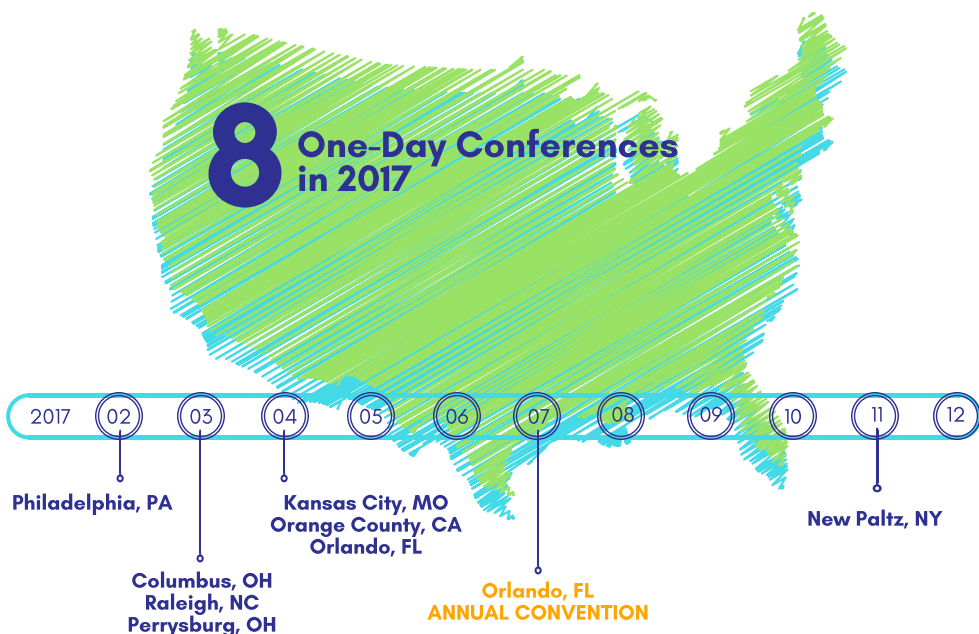 8
One-Day Conferences
in 2017
2017 02 03 04 05 06 07 08 09 10 11 12
Philadelphia, PA
Columbus, OH
Raleigh, NC
Perrysburg, OH
Kansas City, MO
Orange County, CA
Orlando, FL
Orlando, FL
ANNUAL CONVENTION
New Paltz, NY